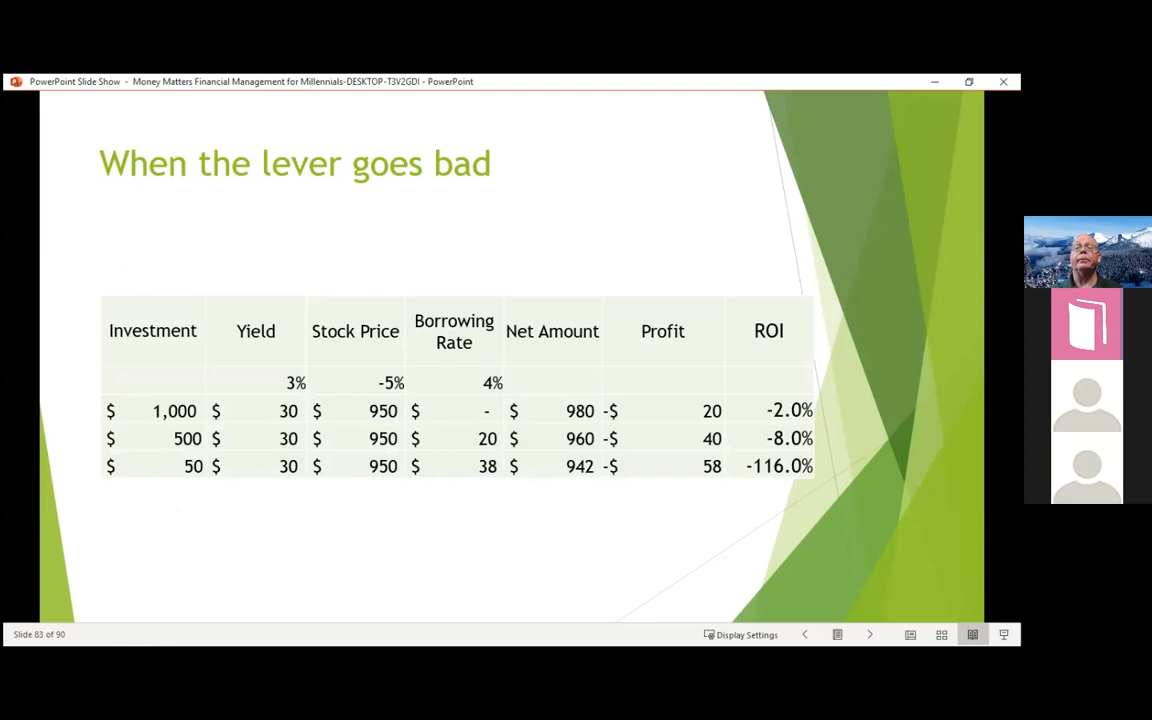 PowerPoint Slide Show - Money Matters Financial Management for Millennials-DESKTOP-T3V2GDI - PowerPoint
When the lever goes bad
Investment Yield Stock Price Borrowing Rate Net Amount Profit ROI
3% -5% 4%
$ 1,000 $ 30 $ 950 $ - $ 980 -$ 20 -2.0%
$ 500 $ 30 $ 950 $ 20 $ 960 -$ 40 -8.0%
$ 50 $ 30 $ 950 $ 38 $ 942 -$ 58 -116.0%
Slide 83 of 90 Display Settings